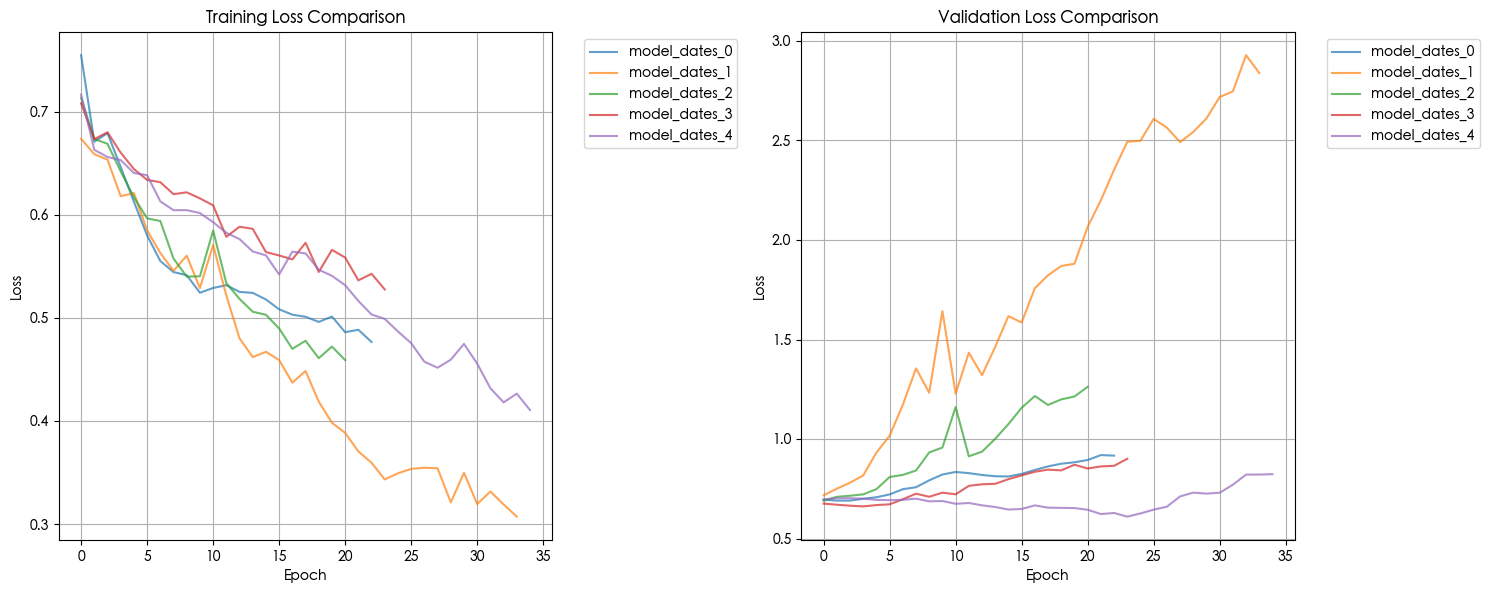 Training Loss Comparison
Loss
0.7
0.6
0.5
0.4
0.3
0 5 10 15 20 25 30 35
Epoch
model_dates_0
model_dates_1
model_dates_2
model_dates_3
model_dates_4
Validation Loss Comparison
Loss
3.0
2.5
2.0
1.5
1.0
0.5
0 5 10 15 20 25 30 35
Epoch
model_dates_0
model_dates_1
model_dates_2
model_dates_3
model_dates_4